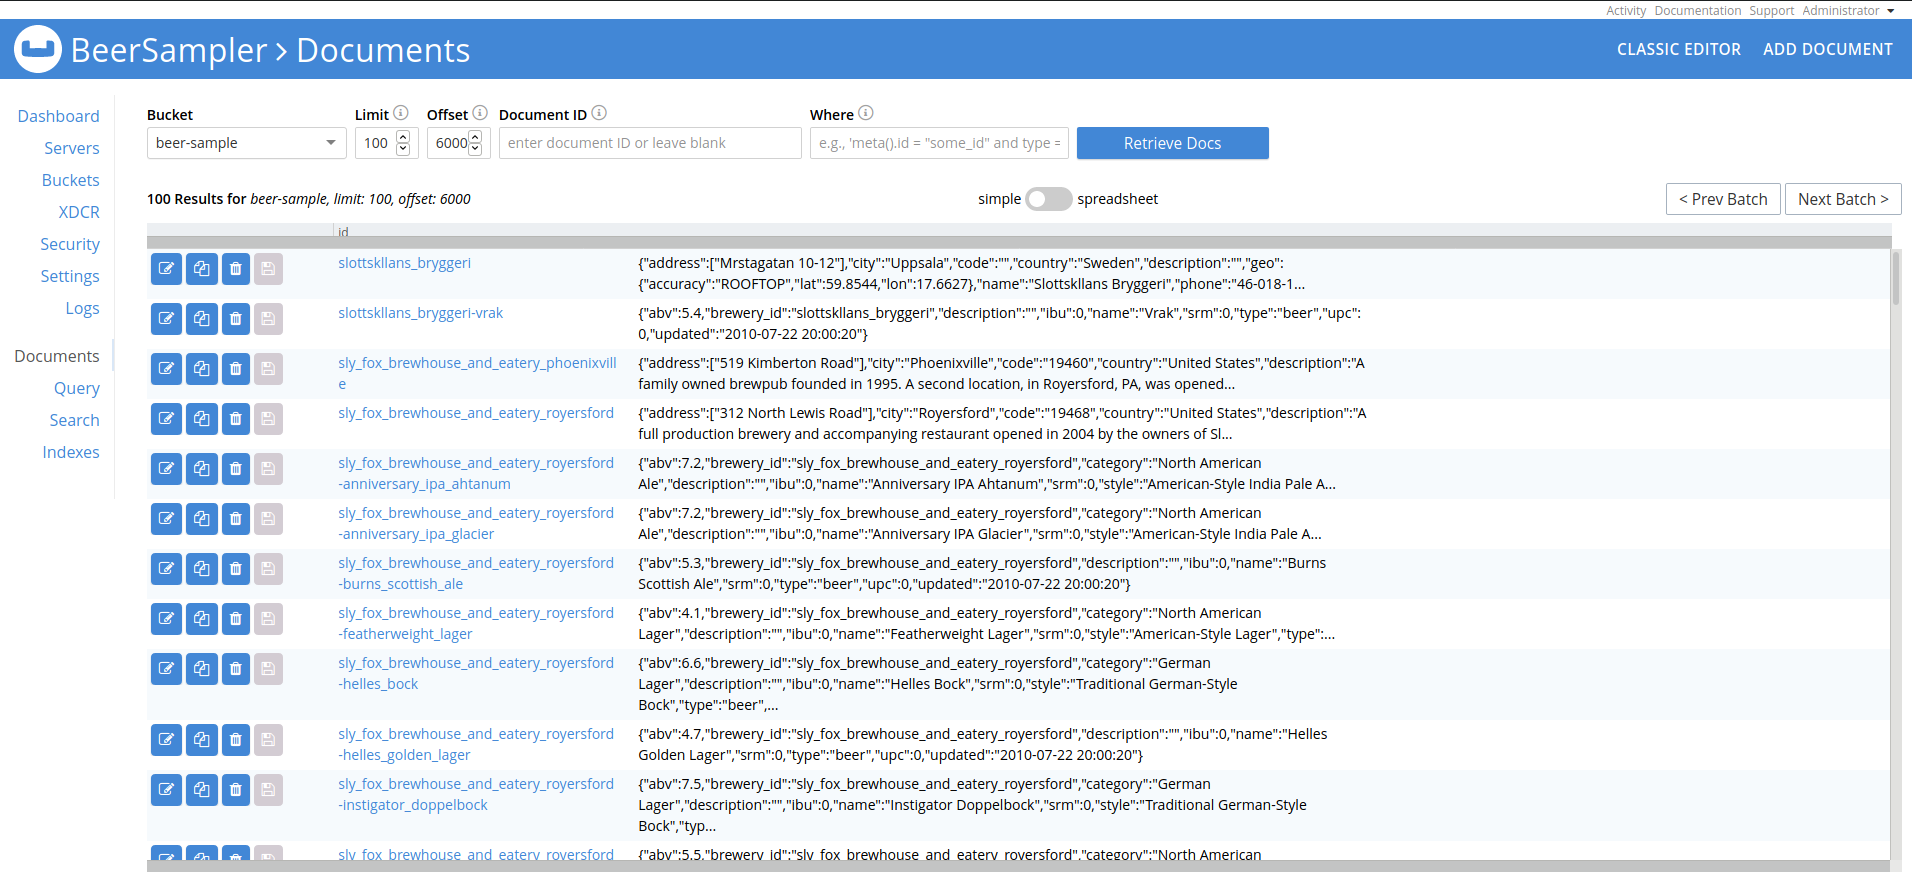 Activity Documentation Support Administrator
BeerSampler > Documents
CLASSIC EDITOR ADD DOCUMENT
Dashboard
Servers
Buckets
XDCR
Security
Settings
Logs
Documents
Query
Search
Indexes
Bucket Limit Offset Document ID Where
beer-sample 100 6000 enter document ID or leave blank e.g., 'meta().id = "some_id" and type = Retrieve Docs
100 Results for beer-sample, limit: 100, offset: 6000 simple spreadsheet < Prev Batch Next Batch >
id
slottskllans_bryggeri
{"address":["Mrstagatan 10-12"],"city":"Uppsala","code":"","country":"Sweden","description":"","geo":
{"accuracy":"ROOFTOP","lat":59.8544,"lon":17.6627},"name":"Slottskllans Bryggeri","phone":"46-018-1...
slottskllans_bryggeri-vrak
{"abv":5.4,"brewery_id":"slottskllans_bryggeri","description":"","ibu":0,"name":"Vrak","srm":0,"type":"beer","upc":
0,"updated":"2010-07-22 20:00:20"}
sly_fox_brewhouse_and_eatery_phoenixvill
e
{"address":["519 Kimberton Road"],"city":"Phoenixville","code":"19460","country":"United States","description":"A
family owned brewpub founded in 1995. A second location, in Royersford, PA, was opened...
sly_fox_brewhouse_and_eatery_royersford
{"address":["312 North Lewis Road"],"city":"Royersford","code":"19468","country":"United States","description":"A
full production brewery and accompanying restaurant opened in 2004 by the owners of Sl...
sly_fox_brewhouse_and_eatery_royersford
-anniversary_ipa_ahtanum
{"abv":7.2,"brewery_id":"sly_fox_brewhouse_and_eatery_royersford","category":"North American
Ale","description":"","ibu":0,"name":"Anniversary IPA Ahtanum","srm":0,"style":"American-Style India Pale A...
sly_fox_brewhouse_and_eatery_royersford
-anniversary_ipa_glacier
{"abv":7.2,"brewery_id":"sly_fox_brewhouse_and_eatery_royersford","category":"North American
Ale","description":"","ibu":0,"name":"Anniversary IPA Glacier","srm":0,"style":"American-Style India Pale A...
sly_fox_brewhouse_and_eatery_royersford
-burns_scottish_ale
{"abv":5.3,"brewery_id":"sly_fox_brewhouse_and_eatery_royersford","description":"","ibu":0,"name":"Burns
Scottish Ale","srm":0,"type":"beer","upc":0,"updated":"2010-07-22 20:00:20"}
sly_fox_brewhouse_and_eatery_royersford
-featherweight_lager
{"abv":4.1,"brewery_id":"sly_fox_brewhouse_and_eatery_royersford","category":"North American
Lager","description":"","ibu":0,"name":"Featherweight Lager","srm":0,"style":"American-Style Lager","type":...
sly_fox_brewhouse_and_eatery_royersford
-helles_bock
{"abv":6.6,"brewery_id":"sly_fox_brewhouse_and_eatery_royersford","category":"German
Lager","description":"","ibu":0,"name":"Helles Bock","srm":0,"style":"Traditional German-Style
Bock","type":"beer",...
sly_fox_brewhouse_and_eatery_royersford
-helles_golden_lager
{"abv":4.7,"brewery_id":"sly_fox_brewhouse_and_eatery_royersford","description":"","ibu":0,"name":"Helles
Golden Lager","srm":0,"type":"beer","upc":0,"updated":"2010-07-22 20:00:20"}
sly_fox_brewhouse_and_eatery_royersford
-instigator_doppelbock
{"abv":7.5,"brewery_id":"sly_fox_brewhouse_and_eatery_royersford","category":"German
Lager","description":"","ibu":0,"name":"Instigator Doppelbock","srm":0,"style":"Traditional German-Style
Bock","typ...
sly_fox_brewhouse_and_eatery_royersford
{"abv":5.5,"brewery_id":"sly_fox_brewhouse_and_eatery_royersford","category":"North American